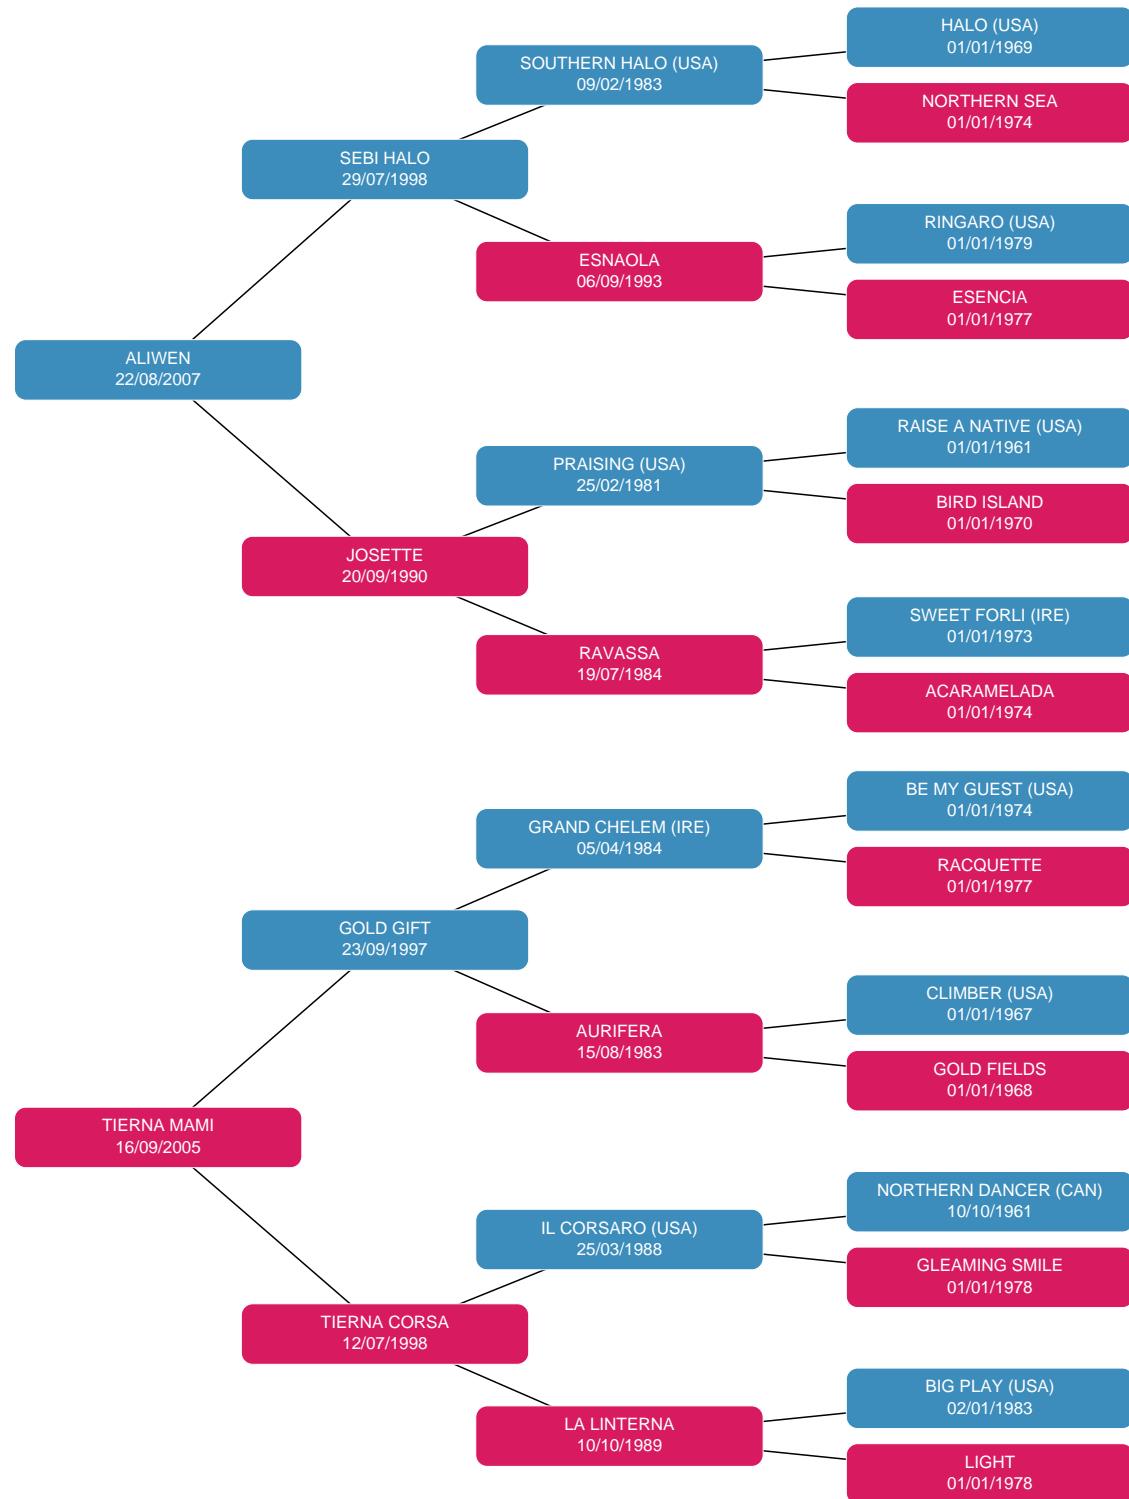 HALO (USA)
01/01/1969
SOUTHERN HALO (USA)
09/02/1983
NORTHERN SEA
01/01/1974
SEBI HALO
29/07/1998
RINGARO (USA)
01/01/1979
ESNAOLA
06/09/1993
ESENCIA
01/01/1977
ALIWEN
22/08/2007
RAISE A NATIVE (USA)
01/01/1961
PRAISING (USA)
25/02/1981
BIRD ISLAND
01/01/1970
JOSETTE
20/09/1990
SWEET FORLI (IRE)
01/01/1973
RAVASSA
19/07/1984
ACARAMELADA
01/01/1974
BE MY GUEST (USA)
01/01/1974
GRAND CHELEM (IRE)
05/04/1984
RACQUETTE
01/01/1977
GOLD GIFT
23/09/1997
CLIMBER (USA)
01/01/1967
AURIFERA
15/08/1983
GOLD FIELDS
01/01/1968
TIERNA MAMI
16/09/2005
NORTHERN DANCER (CAN)
10/10/1961
IL CORSARO (USA)
25/03/1988
GLEAMING SMILE
01/01/1978
TIERNA CORSA
12/07/1998
BIG PLAY (USA)
02/01/1983
LA LINTERNA
10/10/1989
LIGHT
01/01/1978